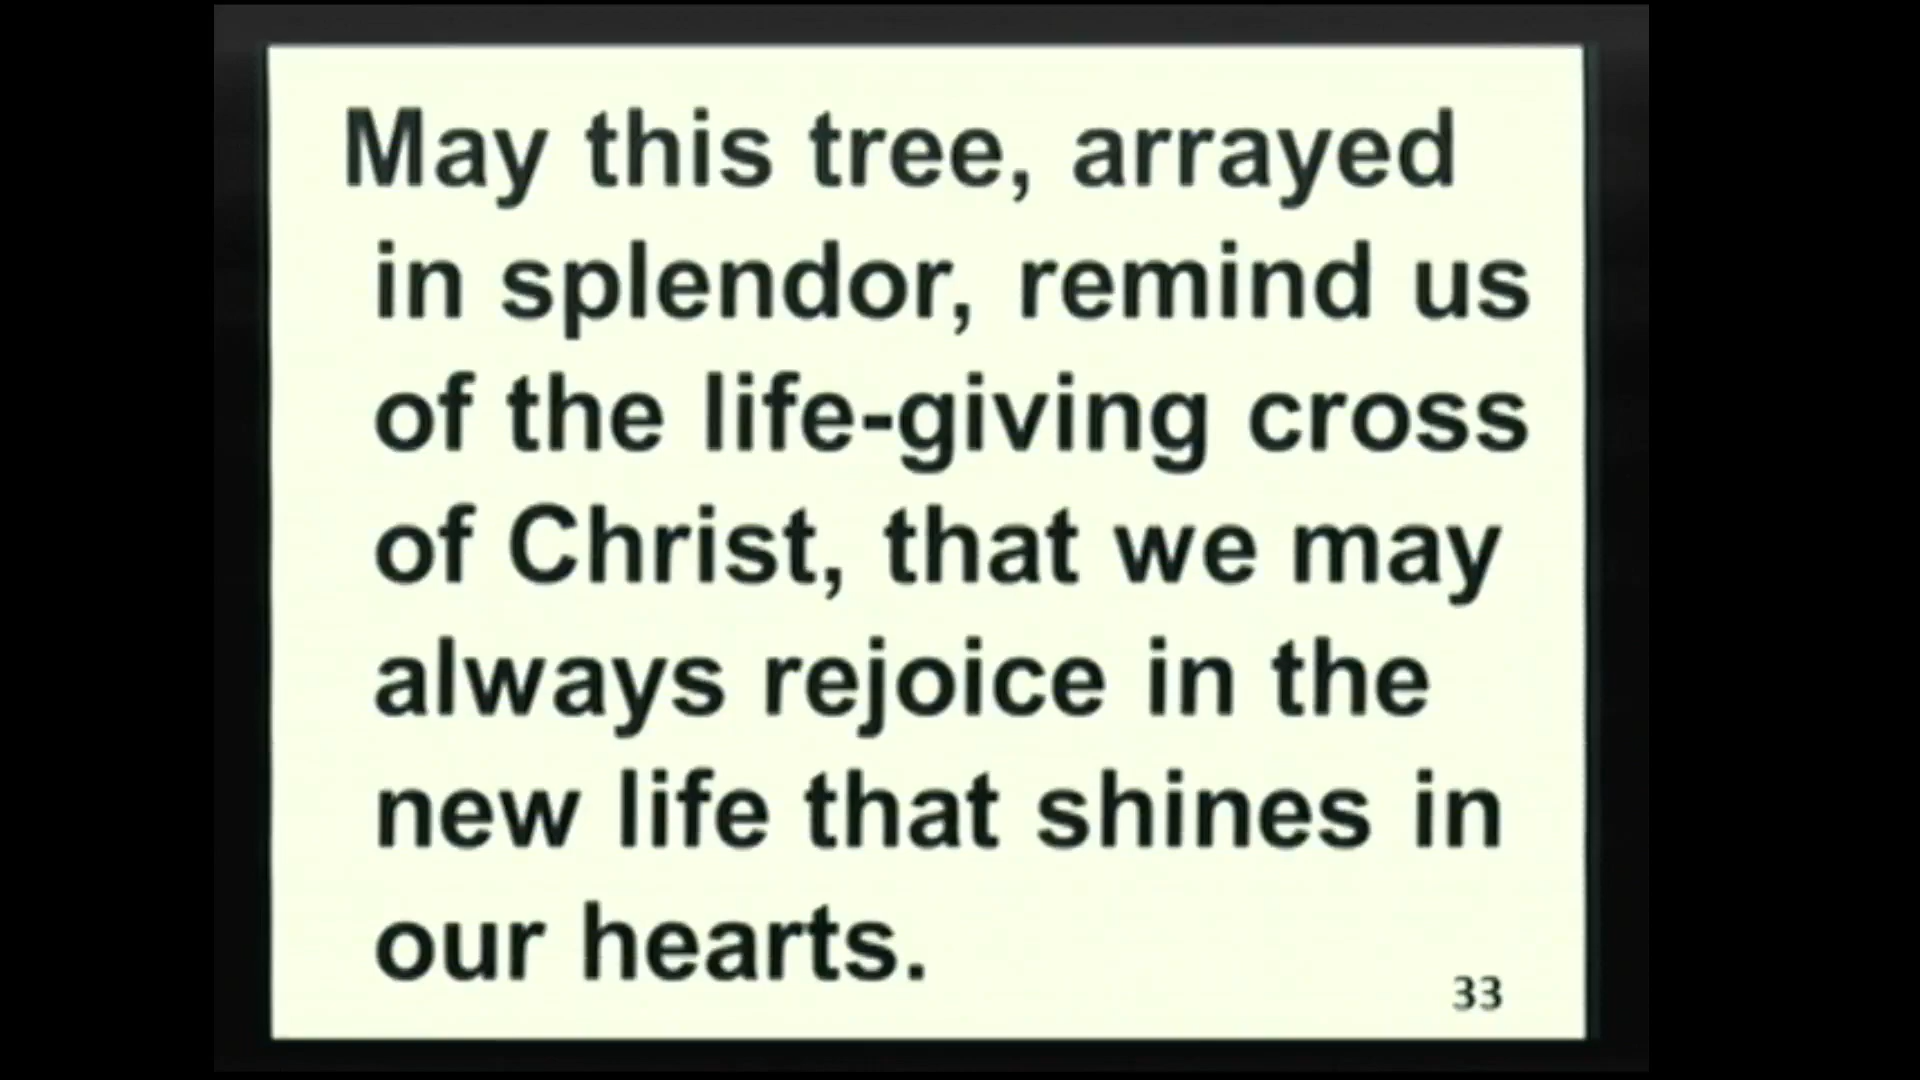 May this tree, arrayed
in splendor, remind us
of the life-giving cross
of Christ, that we may
always rejoice in the
new life that shines in
our hearts.
33